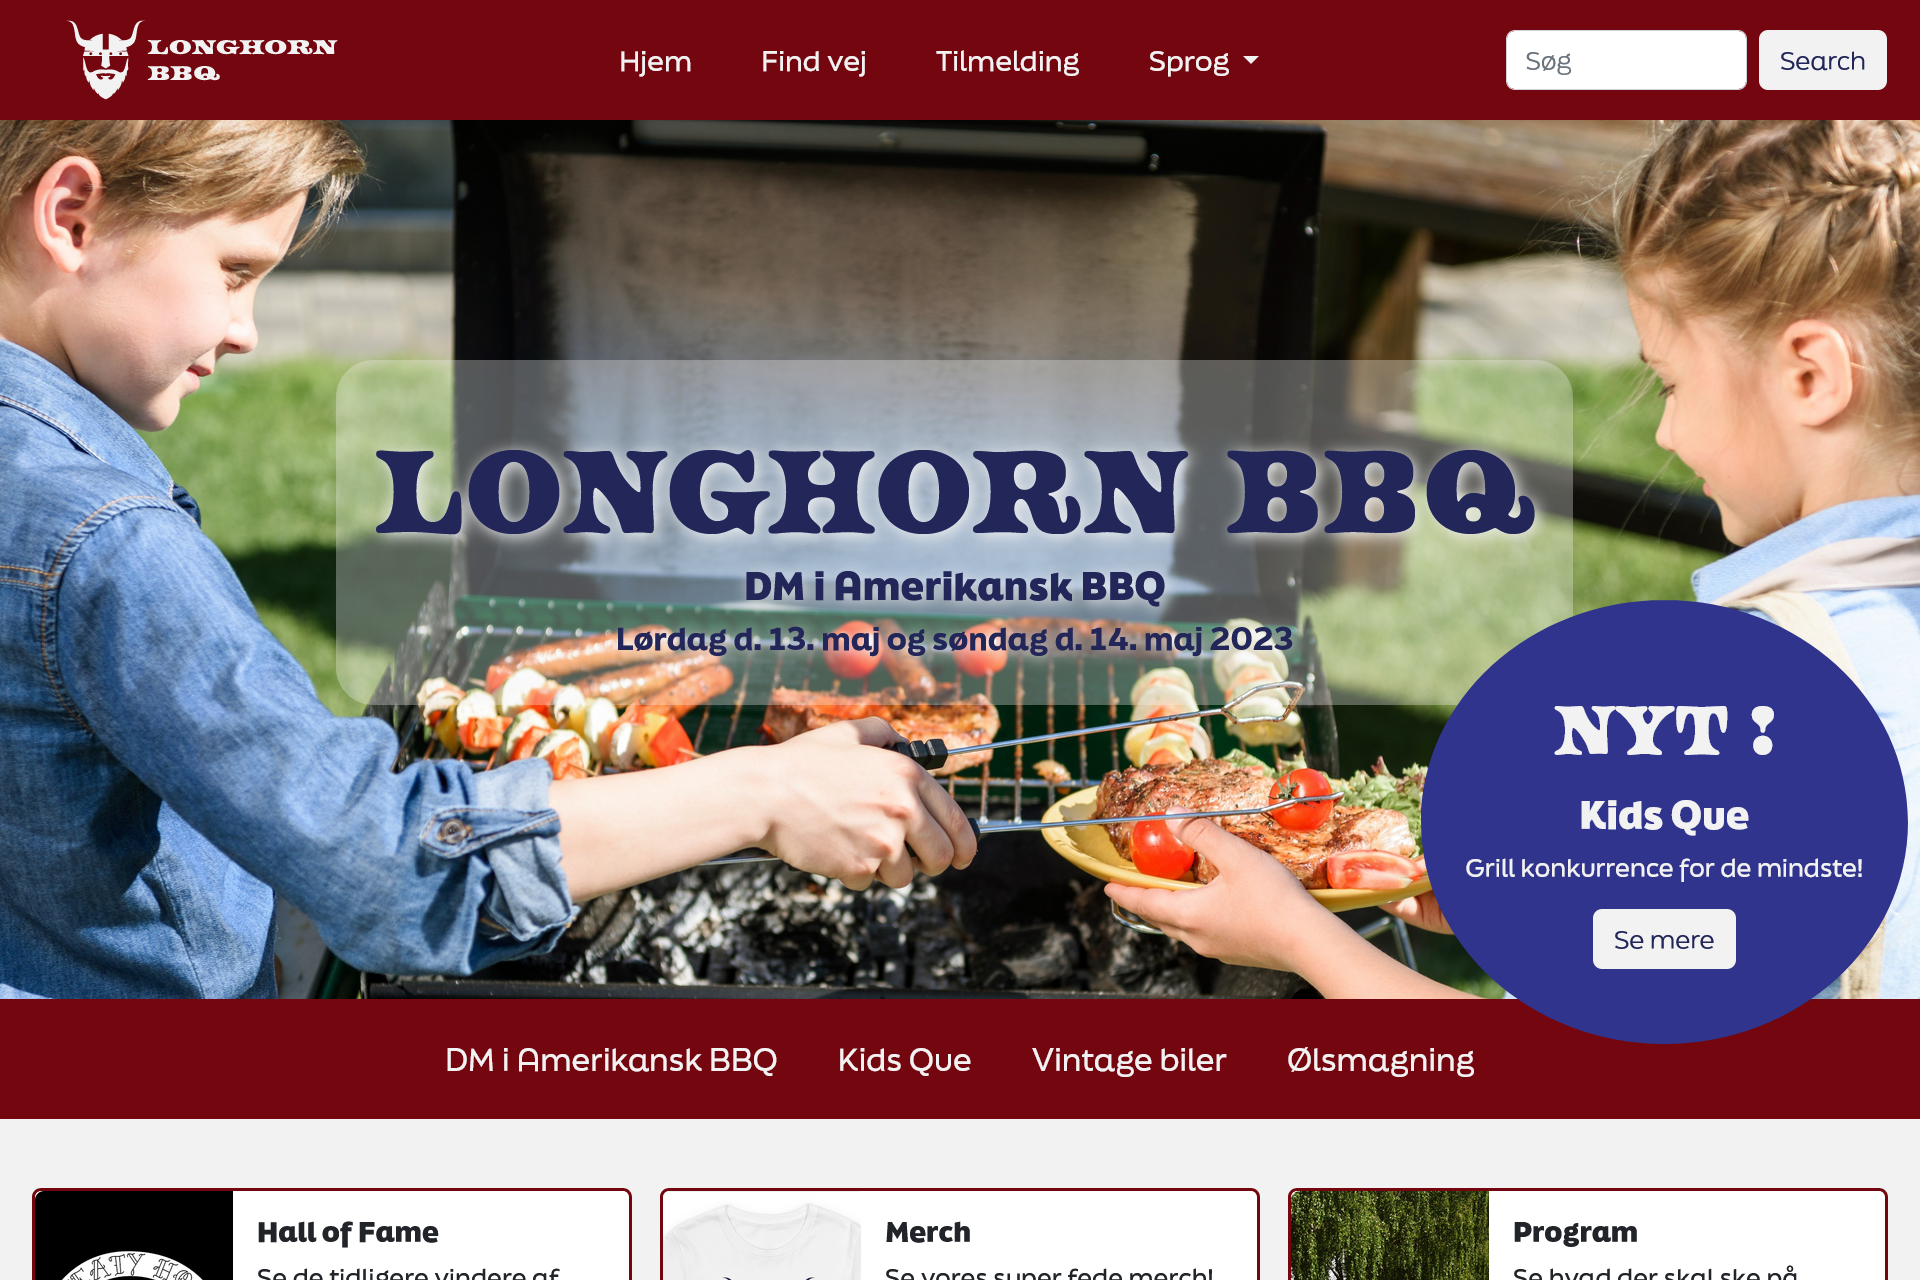 LONGHORN
BBQ
Hjem
Find vej
Tilmelding
Sprog
Søg
Search
LONGHORN BBQ
DM i Amerikansk BBQ
Lørdag d. 13. maj og søndag d. 14. maj 2023
NYT !
Kids Que
Grill konkurrence for de mindste!
Se mere
DM i Amerikansk BBQ
Kids Que
Vintage biler
Ølsmagning
Hall of Fame
Se de tidligere vindere af
Merch
Se vores super fede merch!
Program
Se hvad der skal ske på